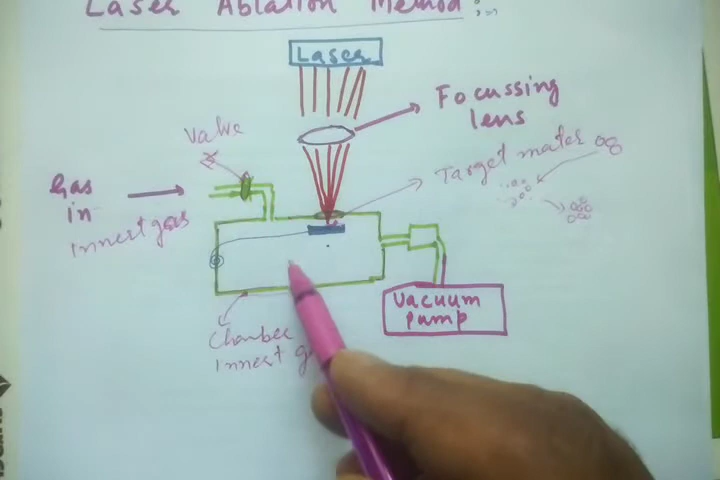 Laser Ablation Method:-
Laser
Focussing
lens
Valve
Target mater
Gas
in
innert gas
Vacuum
Pump
Chamber
innert g